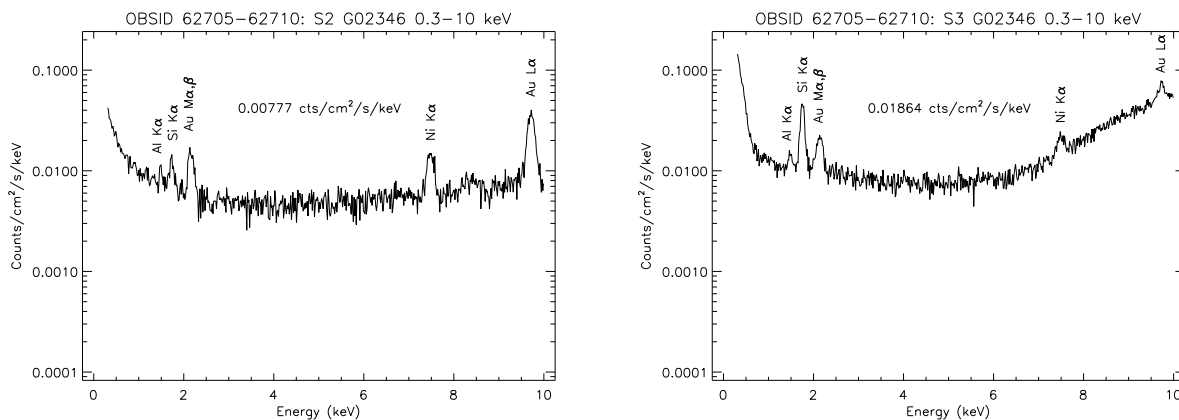 OBSID 62705-62710: S2 G02346 0.3-10 keV
0.1000
0.0100
0.0010
0.0001
Counts/cm²/s/keV
Al Kα
Si Kα
Au Mα,β
0.00777 cts/cm²/s/keV
Ni Kα
Au Lα
0 2 4 6 8 10
Energy (keV)
OBSID 62705-62710: S3 G02346 0.3-10 keV
0.1000
0.0100
0.0010
0.0001
Counts/cm²/s/keV
Al Kα
Si Kα
Au Mα,β
0.01864 cts/cm²/s/keV
Ni Kα
Au Lα
0 2 4 6 8 10
Energy (keV)